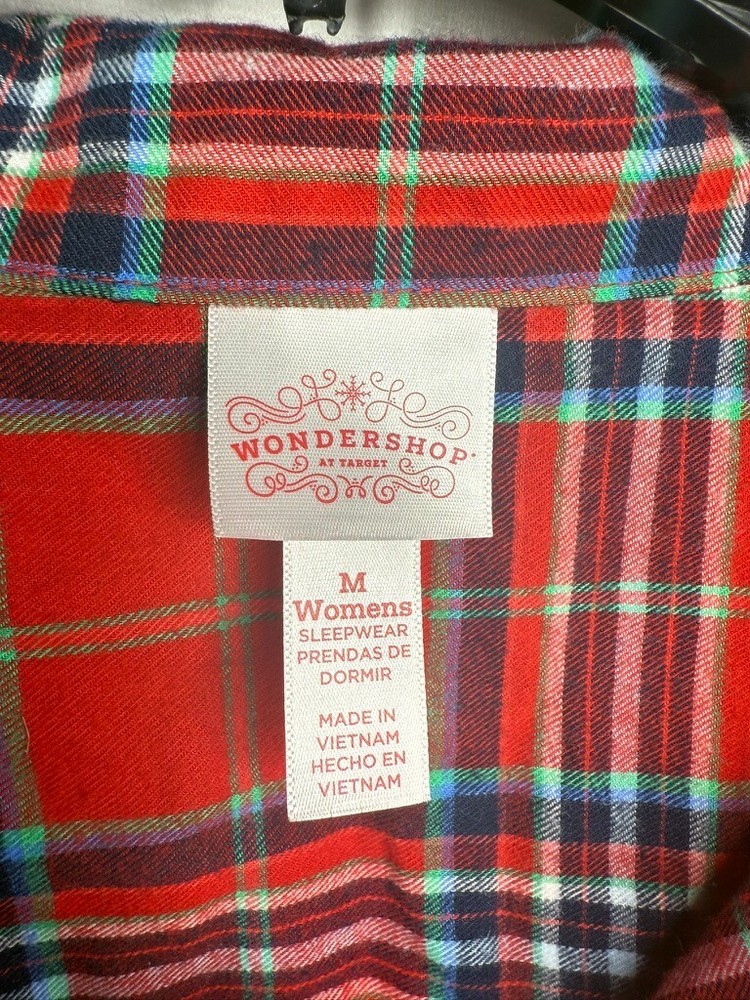 WONDERSHOP
AT TARGET
M
Womens
SLEEPWEAR
PRENDAS DE
DORMIR
MADE IN
VIETNAM
HECHO EN
VIETNAM